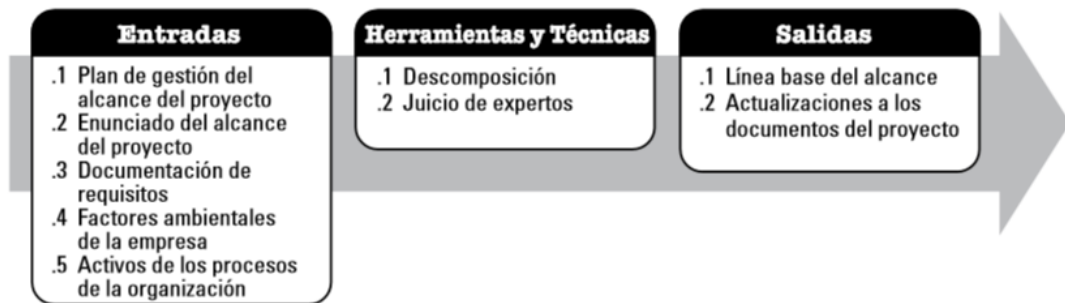 Entradas
.1 Plan de gestión del
alcance del proyecto
.2 Enunciado del alcance
del proyecto
.3 Documentación de
requisitos
.4 Factores ambientales
de la empresa
.5 Activos de los procesos
de la organización
Herramientas y Técnicas
.1 Descomposición
.2 Juicio de expertos
Salidas
.1 Línea base del alcance
.2 Actualizaciones a los
documentos del proyecto